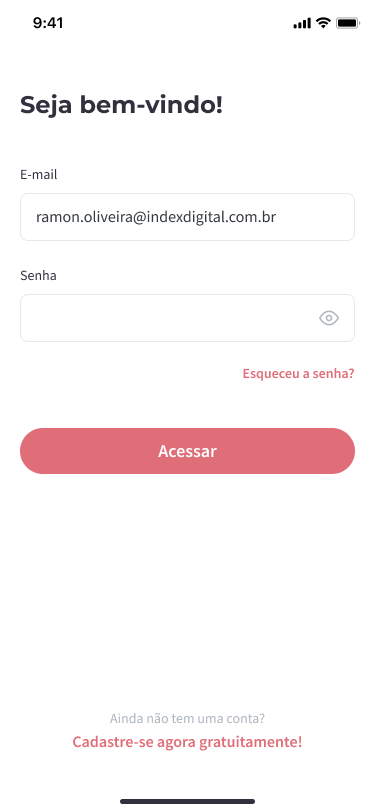 9:41
Seja bem-vindo!
E-mail
ramon.oliveira@indexdigital.com.br
Senha
Esqueceu a senha?
Acessar
Ainda não tem uma conta?
Cadastre-se agora gratuitamente!